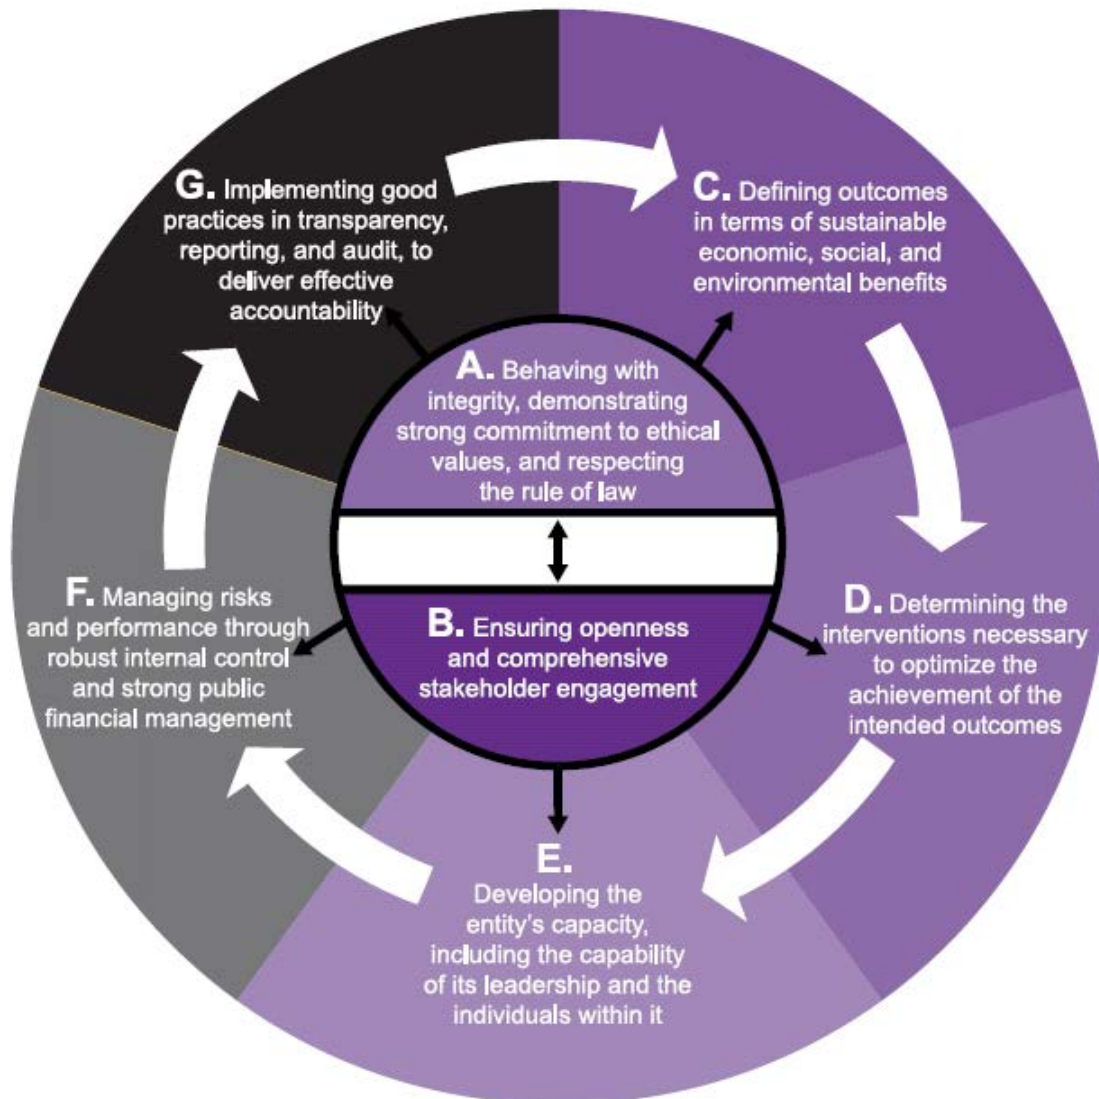 A. Behaving with
integrity, demonstrating
strong commitment to ethical
values, and respecting
the rule of law
B. Ensuring openness
and comprehensive
stakeholder engagement
C. Defining outcomes
in terms of sustainable
economic, social, and
environmental benefits
D. Determining the
interventions necessary
to optimize the
achievement of the
intended outcomes
E.
Developing the
entity's capacity,
including the capability
of its leadership and the
individuals within it
F. Managing risks
and performance through
robust internal control
and strong public
financial management
G. Implementing good
practices in transparency,
reporting, and audit, to
deliver effective
accountability